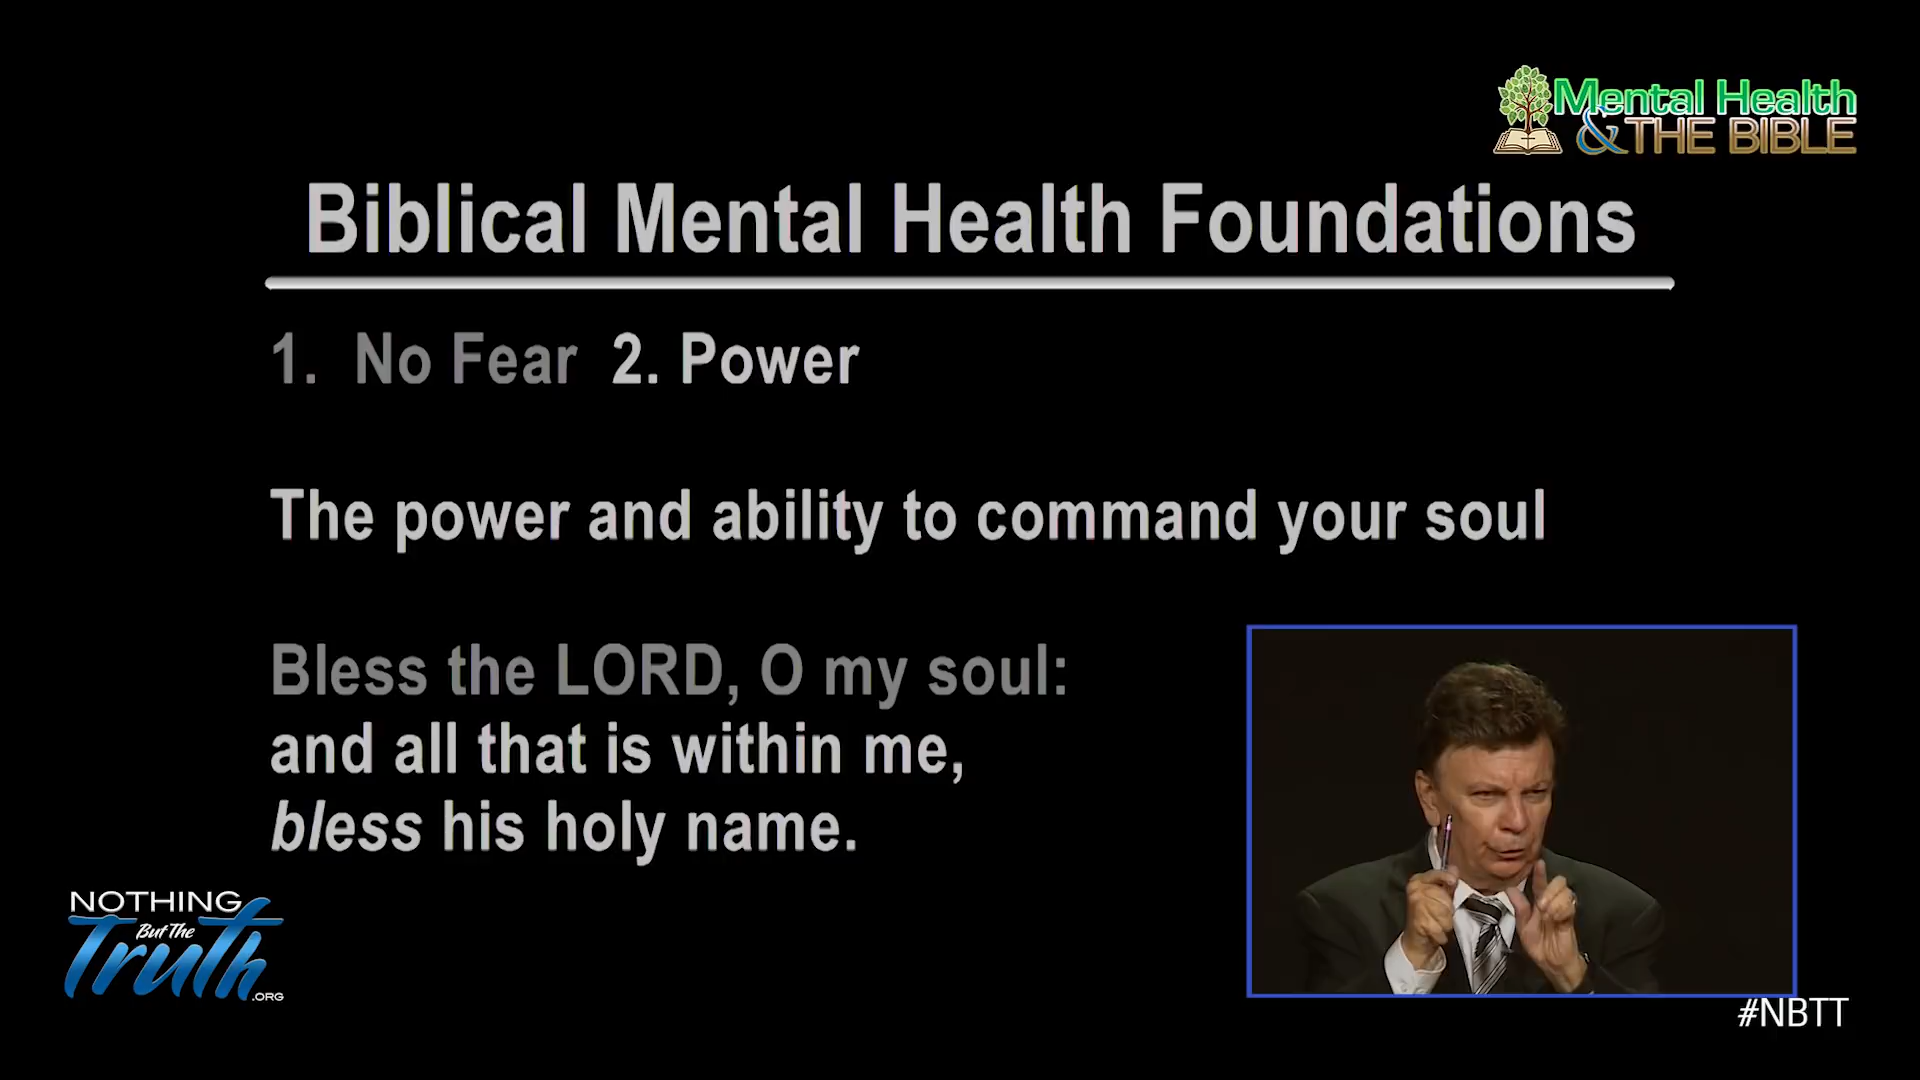 Mental Health
& THE BIBLE
Biblical Mental Health Foundations
1. No Fear 2. Power
The power and ability to command your soul
Bless the LORD, O my soul:
and all that is within me,
bless his holy name.
NOTHING
But The
Truth
.ORG
#NBTT